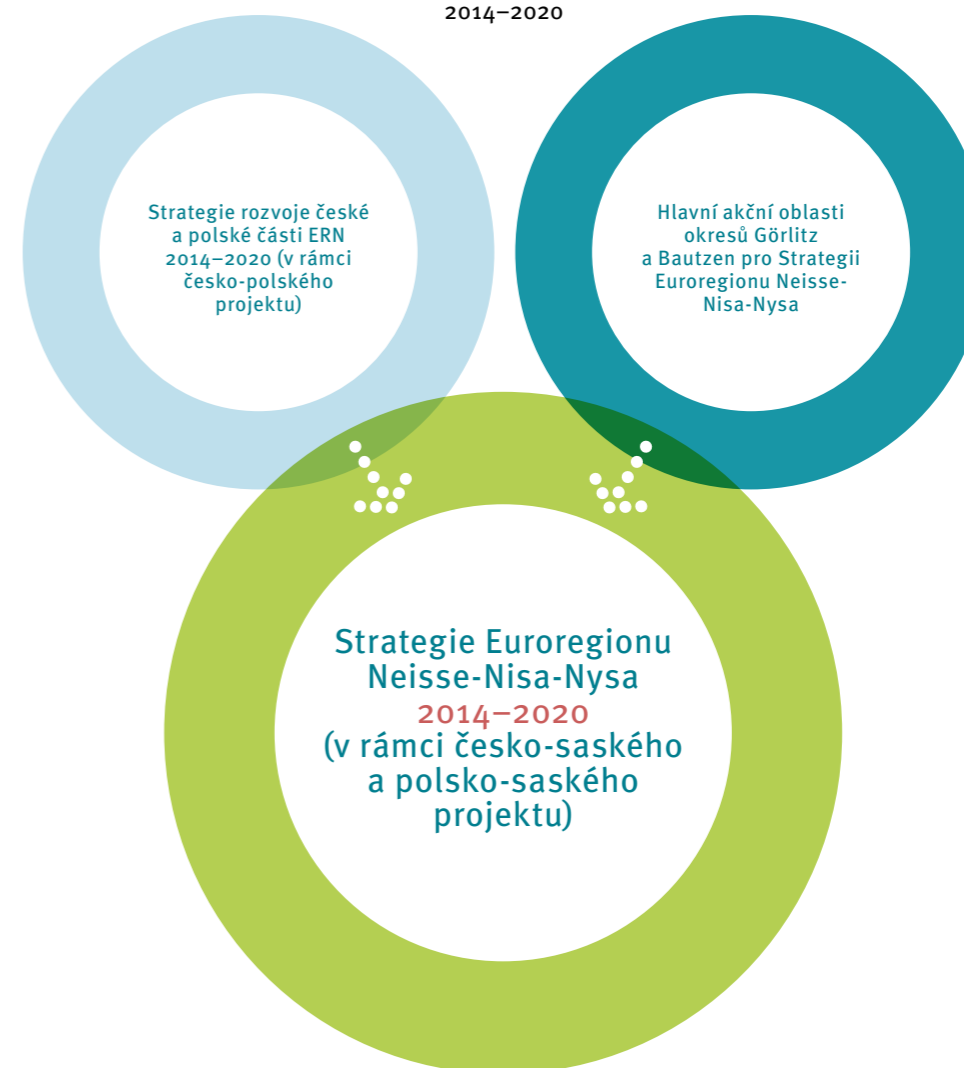 2014–2020
Strategie rozvoje české
a polské části ERN
2014–2020 (v rámci
česko-polského
projektu)
Hlavní akční oblasti
okresů Görlitz
a Bautzen pro Strategii
Euroregionu Neisse-
Nisa-Nysa
Strategie Euroregionu
Neisse-Nisa-Nysa
2014–2020
(v rámci česko-saského
a polsko-saského
projektu)